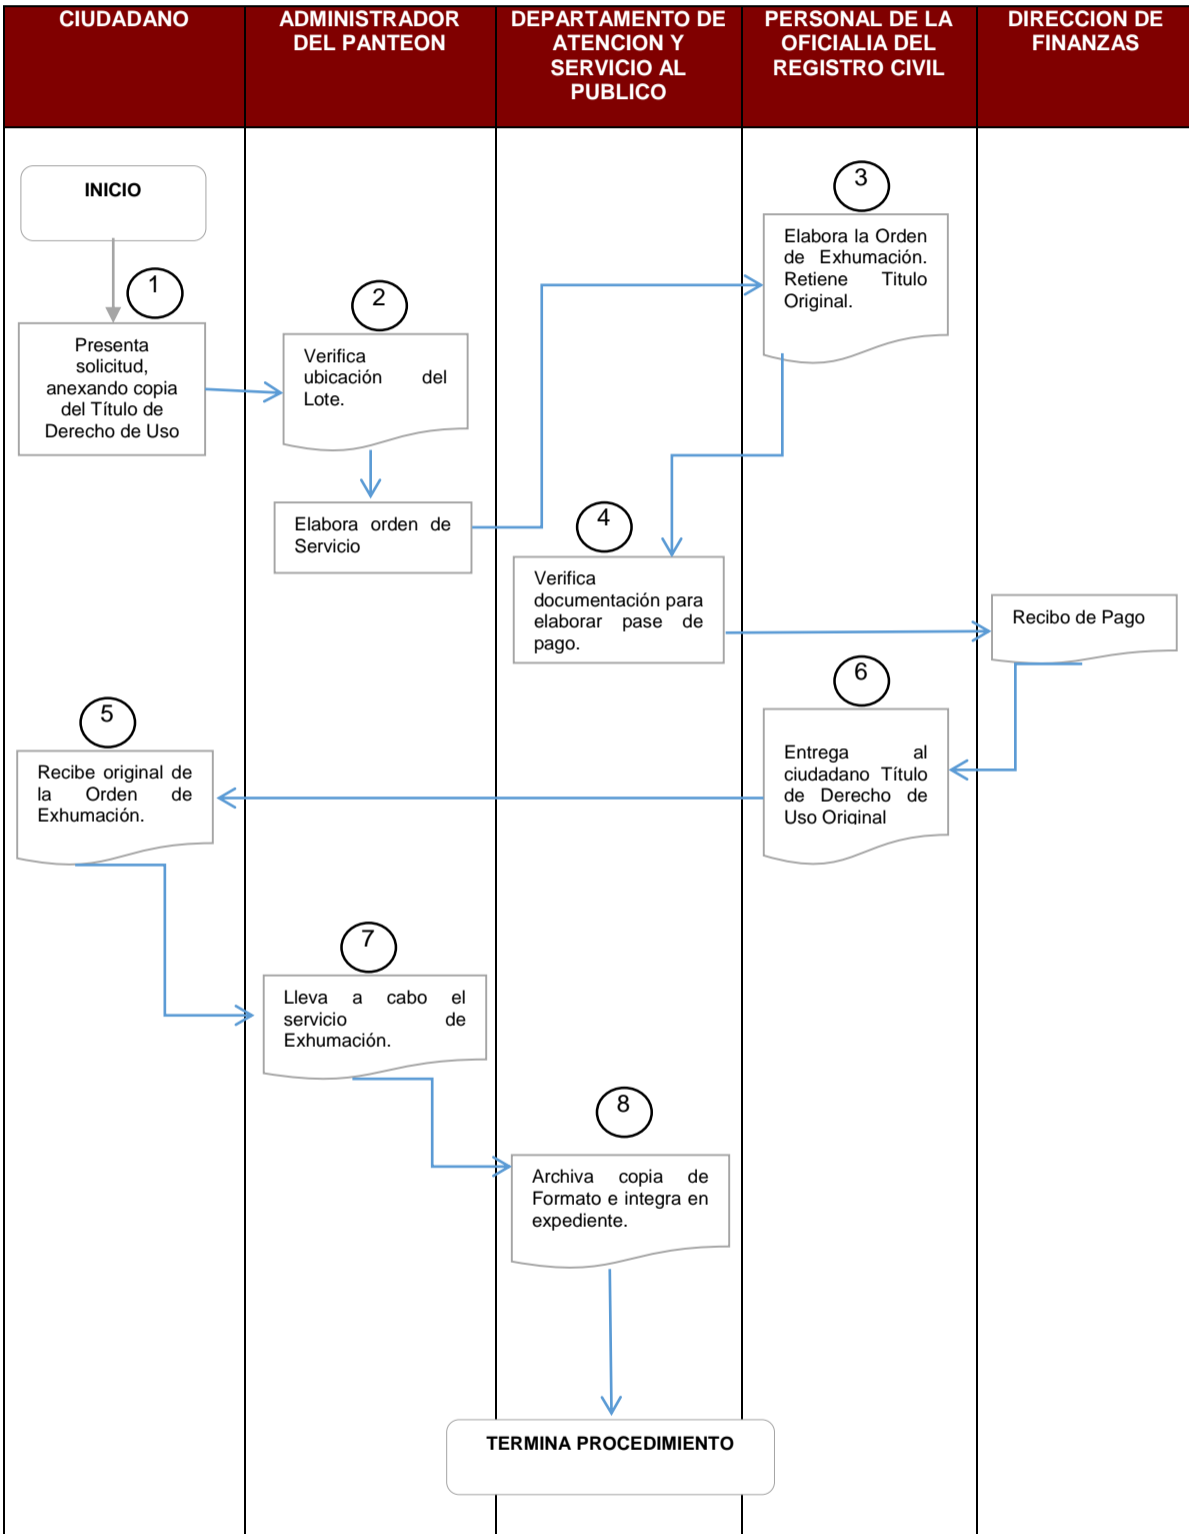 CIUDADANO
ADMINISTRADOR
DEL PANTEON
DEPARTAMENTO DE
ATENCION Y
SERVICIO AL
PUBLICO
PERSONAL DE LA
OFICIALIA DEL
REGISTRO CIVIL
DIRECCION DE
FINANZAS
INICIO
1
Presenta
solicitud,
anexando copia
del Título de
Derecho de Uso
2
Verifica
ubicación del
Lote.
Elabora orden de
Servicio
3
Elabora la Orden
de Exhumación.
Retiene Titulo
Original.
4
Verifica
documentación para
elaborar pase de
pago.
Recibo de Pago
6
Entrega al
ciudadano Título
de Derecho de
Uso Original
5
Recibe original de
la Orden de
Exhumación.
7
Lleva a cabo el
servicio de
Exhumación.
8
Archiva copia de
Formato e integra en
expediente.
TERMINA PROCEDIMIENTO